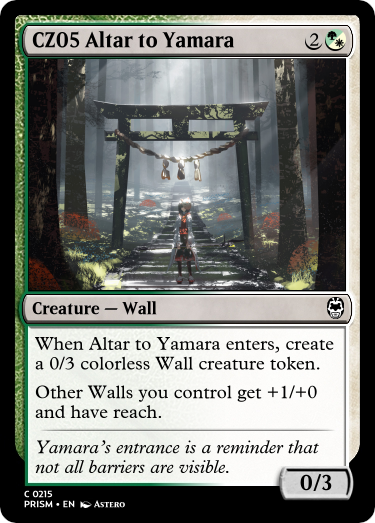 CZ05 Altar to Yamara 2
Creature — Wall
When Altar to Yamara enters, create
a 0/3 colorless Wall creature token.
Other Walls you control get +1/+0
and have reach.
Yamara's entrance is a reminder that
not all barriers are visible.
0/3
C 0215
PRISM • EN Astero